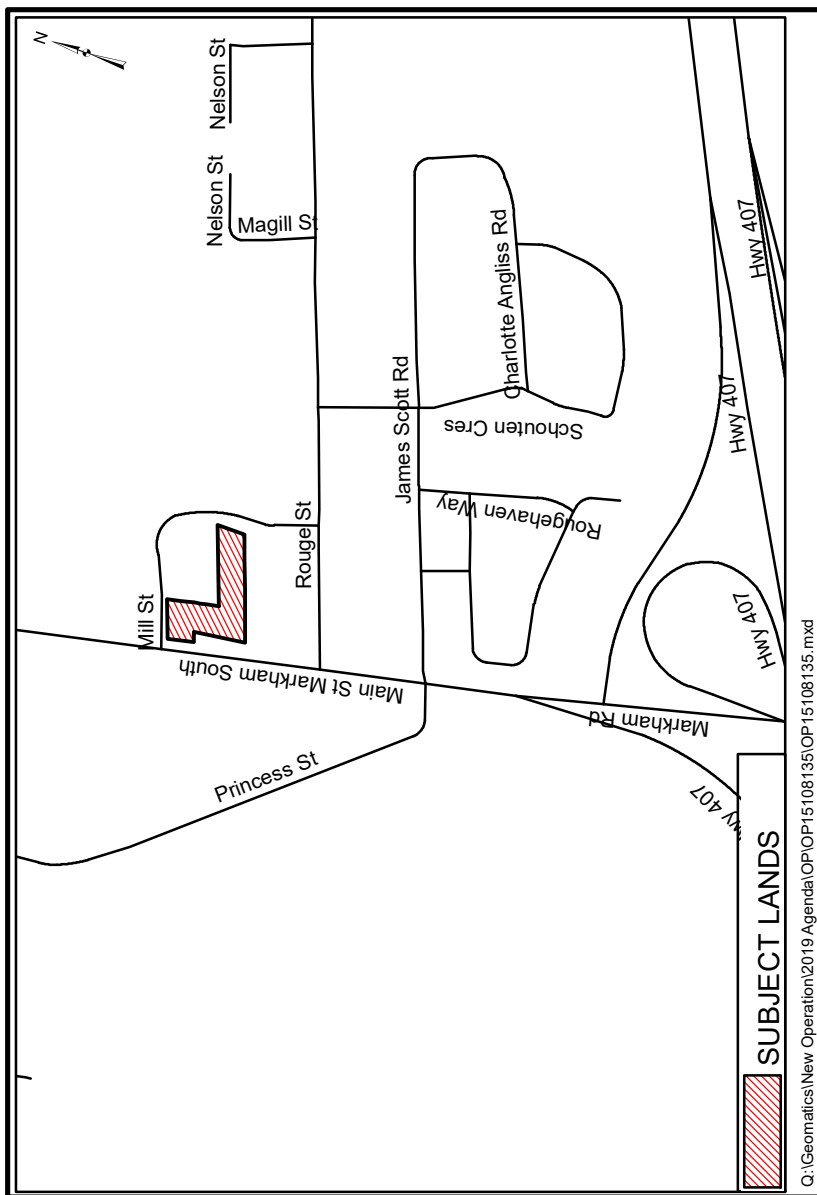 N
Nelson St
Nelson St
Magill St
Charlotte Angliss Rd
James Scott Rd
Schouten Cres
Hwy 407
Hwy 407
Rougehaven Way
Rouge St
Mill St
Main St Markham South
Hwy 407
Markham Rd
Princess St
Hwy 407
SUBJECT LANDS
Q:\Geomatics\New Operation\2019 Agenda\OP\OP15108135\OP15108135.mxd